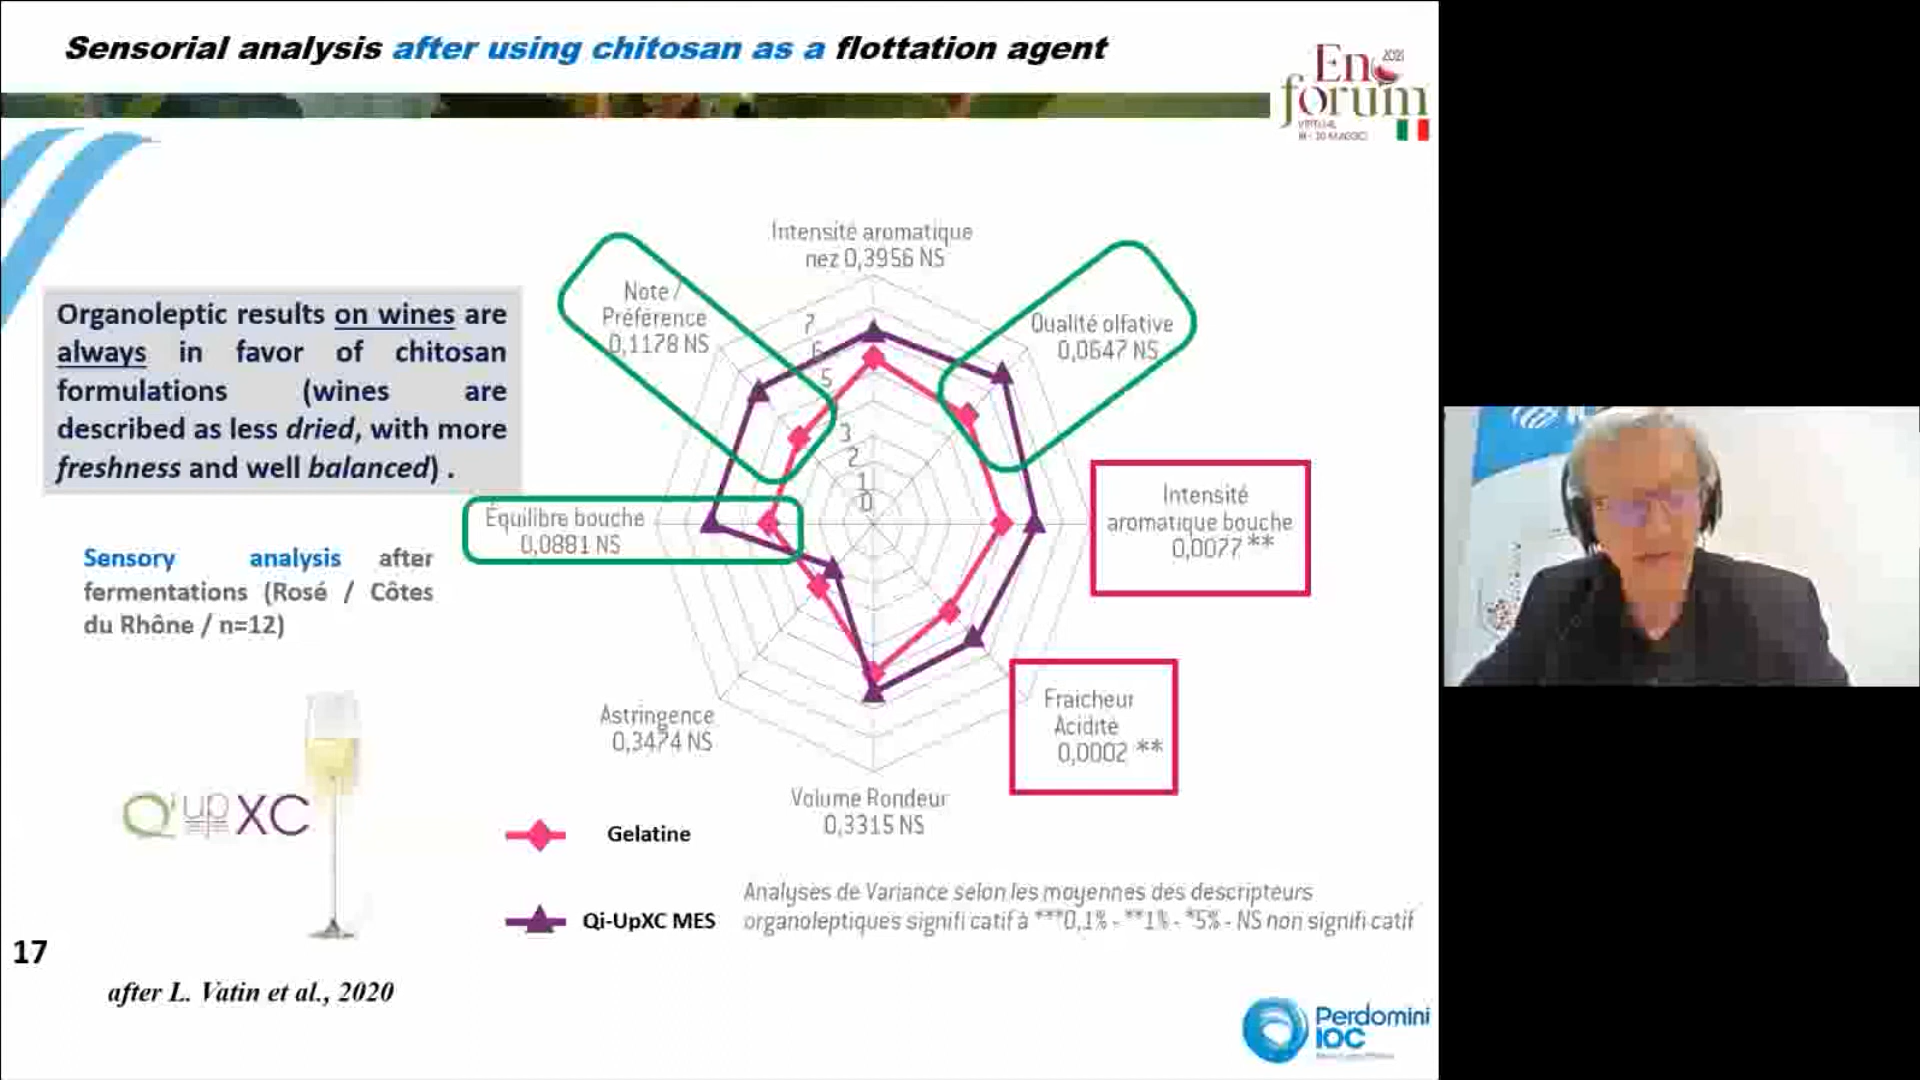 Sensorial analysis after using chitosan as a flottation agent
En 2021
forum
VIRTUAL
Organoleptic results on wines are
always in favor of chitosan
formulations (wines are
described as less dried, with more
freshness and well balanced) .
Sensory analysis after
fermentations (Rosé / Côtes
du Rhône / n=12)
Intensité aromatique
nez 0,3956 NS
Note /
Préférence
0,1178 NS
Qualité olfative
0,0647 NS
7
6
5
3
2
1
0
Équilibre bouche
0,0881 NS
Intensité
aromatique bouche
0,0077 **
Fraicheur
Acidité
0,0002 **
Astringence
0,3474 NS
Volume Rondeur
0,3315 NS
Q up XC
Gelatine
Qi-UpXC MES
Analyses de Variance selon les moyennes des descripteurs
organoleptiques signifi catif à ***0,1% - **1% - *5% - NS non signifi catif
17
after L. Vatin et al., 2020
Perdomini
IOC